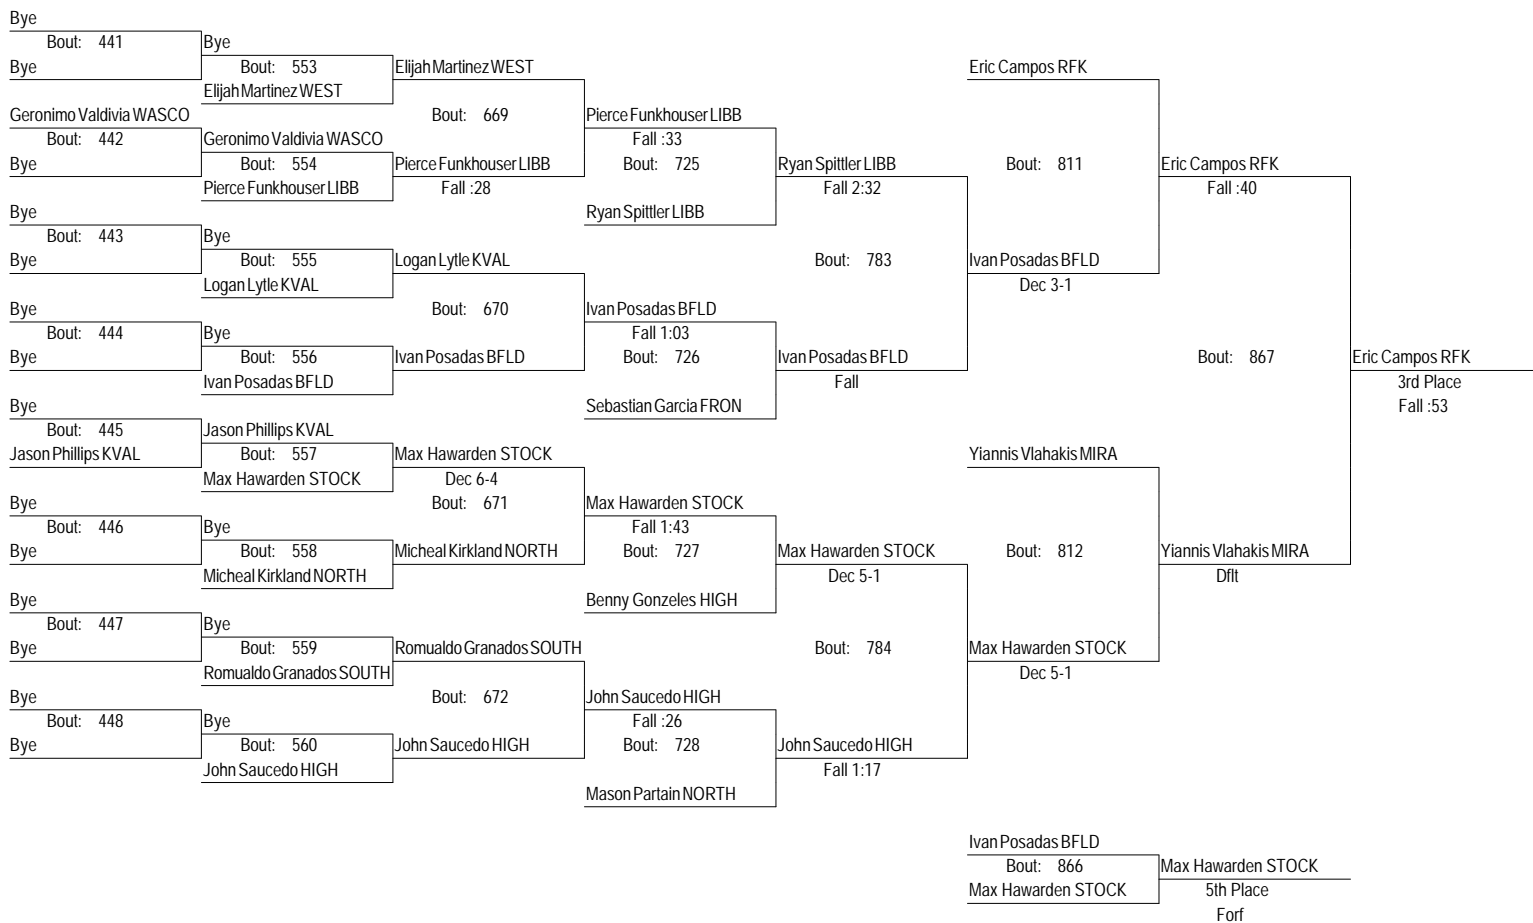 Bye
Bout: 441
Bye
Geronimo Valdivia WASCO
Bout: 442
Bye
Bye
Bout: 443
Bye
Bye
Bout: 444
Bye
Bye
Bout: 445
Jason Phillips KVAL
Bye
Bout: 446
Bye
Bye
Bout: 447
Bye
Bye
Bout: 448
Bye
Bye
Bout: 553
Elijah Martinez WEST
Geronimo Valdivia WASCO
Bout: 554
Pierce Funkhouser LIBB
Bye
Bout: 555
Logan Lytle KVAL
Bye
Bout: 556
Ivan Posadas BFLD
Jason Phillips KVAL
Bout: 557
Max Hawarden STOCK
Bye
Bout: 558
Micheal Kirkland NORTH
Bye
Bout: 559
Romualdo Granados SOUTH
Bye
Bout: 560
John Saucedo HIGH
Elijah Martinez WEST
Bout: 669
Pierce Funkhouser LIBB
Fall :28
Logan Lytle KVAL
Bout: 670
Ivan Posadas BFLD
Max Hawarden STOCK
Dec 6-4
Bout: 671
Micheal Kirkland NORTH
Romualdo Granados SOUTH
Bout: 672
John Saucedo HIGH
Pierce Funkhouser LIBB
Fall :33
Bout: 725
Ryan Spittler LIBB
Ivan Posadas BFLD
Fall 1:03
Bout: 726
Sebastian Garcia FRON
Max Hawarden STOCK
Fall 1:43
Bout: 727
Benny Gonzeles HIGH
John Saucedo HIGH
Fall :26
Bout: 728
Mason Partain NORTH
Ryan Spittler LIBB
Fall 2:32
Bout: 783
Ivan Posadas BFLD
Fall
Max Hawarden STOCK
Dec 5-1
Bout: 784
John Saucedo HIGH
Fall 1:17
Eric Campos RFK
Bout: 811
Ivan Posadas BFLD
Dec 3-1
Yiannis Vlahakis MIRA
Bout: 812
Max Hawarden STOCK
Dec 5-1
Eric Campos RFK
Fall :40
Bout: 867
Yiannis Vlahakis MIRA
Dflt
Eric Campos RFK
3rd Place
Fall :53
Ivan Posadas BFLD
Bout: 866
Max Hawarden STOCK
Max Hawarden STOCK
5th Place
Forf